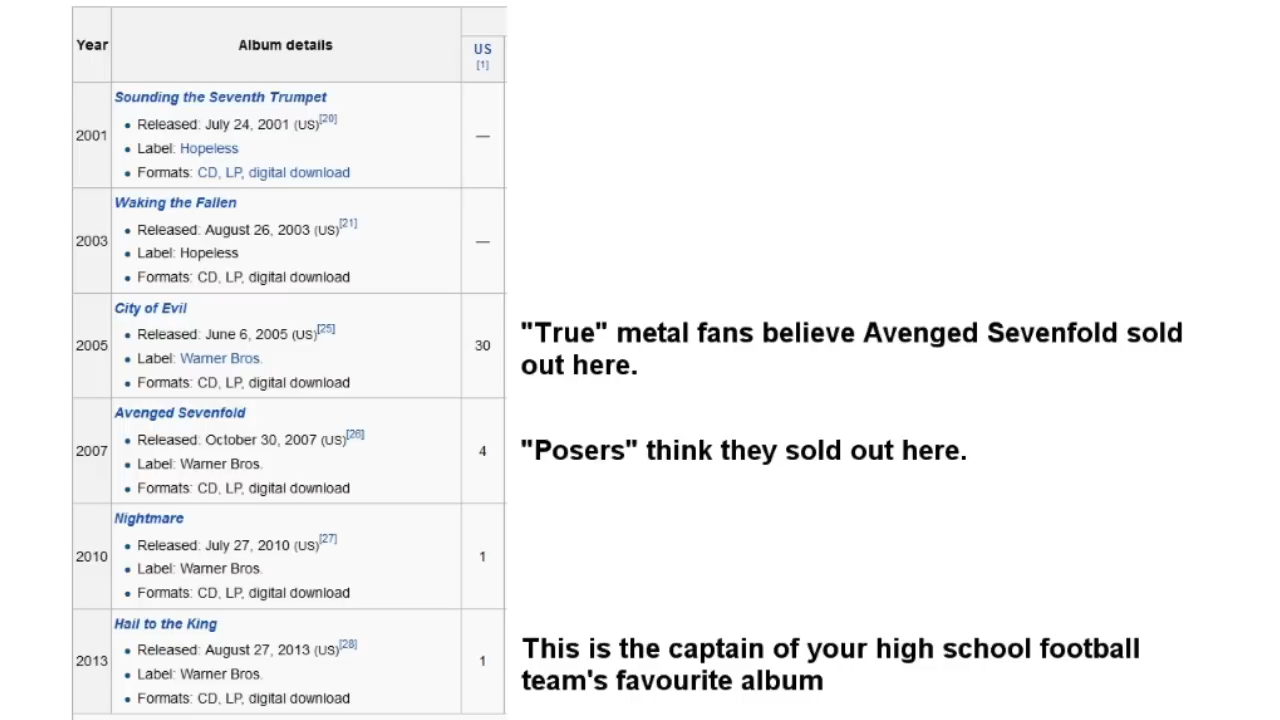 Year
Album details
US
[1]
2001
Sounding the Seventh Trumpet
Released: July 24, 2001 (US)[20]
Label: Hopeless
Formats: CD, LP, digital download
—
2003
Waking the Fallen
Released: August 26, 2003 (US)[21]
Label: Hopeless
Formats: CD, LP, digital download
—
2005
City of Evil
Released: June 6, 2005 (US)[25]
Label: Warner Bros.
Formats: CD, LP, digital download
30
"True" metal fans believe Avenged Sevenfold sold
out here.
2007
Avenged Sevenfold
Released: October 30, 2007 (US)[26]
Label: Warner Bros.
Formats: CD, LP, digital download
4
"Posers" think they sold out here.
2010
Nightmare
Released: July 27, 2010 (US)[27]
Label: Warner Bros.
Formats: CD, LP, digital download
1
2013
Hail to the King
Released: August 27, 2013 (US)[28]
Label: Warner Bros.
Formats: CD, LP, digital download
1
This is the captain of your high school football
team's favourite album